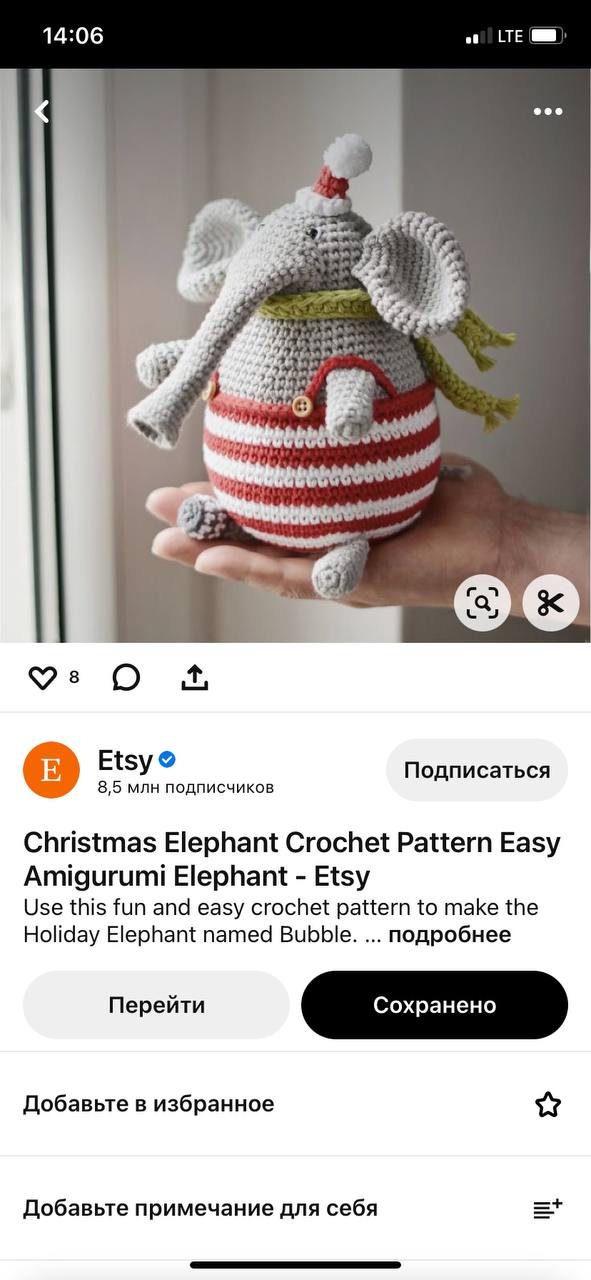 14:06
LTE
8
E
Etsy
8,5 млн подписчиков
Подписаться
Christmas Elephant Crochet Pattern Easy
Amigurumi Elephant - Etsy
Use this fun and easy crochet pattern to make the
Holiday Elephant named Bubble. ... подробнее
Перейти
Сохранено
Добавьте в избранное
Добавьте примечание для себя